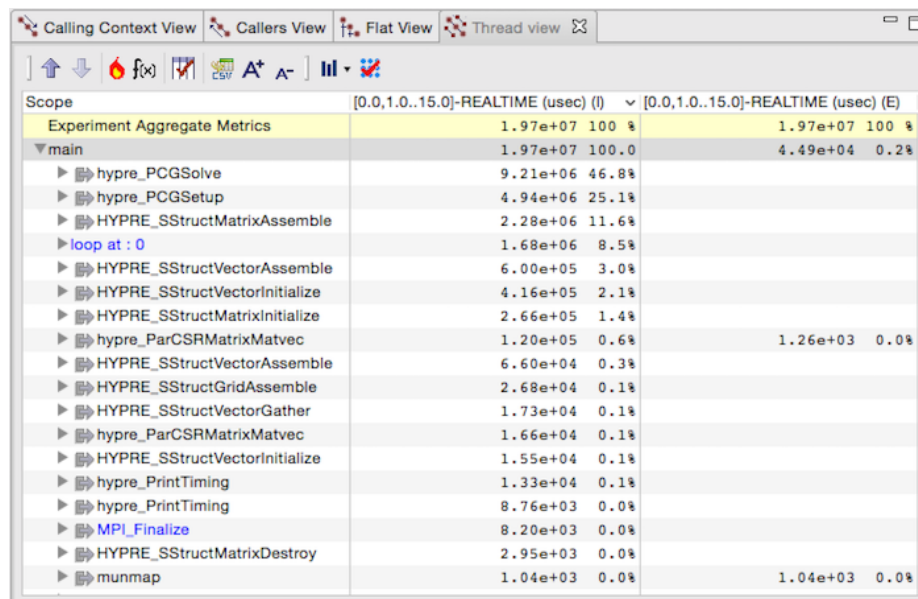 Calling Context View Callers View Flat View Thread view
f(x) CSV A+ A-
Scope [0.0,1.0..15.0]-REALTIME (usec) (I) [0.0,1.0..15.0]-REALTIME (usec) (E)
Experiment Aggregate Metrics 1.97e+07 100 % 1.97e+07 100 %
main 1.97e+07 100.0 4.49e+04 0.2%
hypre_PCGSolve 9.21e+06 46.8%
hypre_PCGSetup 4.94e+06 25.1%
HYPRE_SStructMatrixAssemble 2.28e+06 11.6%
loop at : 0 1.68e+06 8.5%
HYPRE_SStructVectorAssemble 6.00e+05 3.0%
HYPRE_SStructVectorInitialize 4.16e+05 2.1%
HYPRE_SStructMatrixInitialize 2.66e+05 1.4%
hypre_ParCSRMatrixMatvec 1.20e+05 0.6% 1.26e+03 0.0%
HYPRE_SStructVectorAssemble 6.60e+04 0.3%
HYPRE_SStructGridAssemble 2.68e+04 0.1%
HYPRE_SStructVectorGather 1.73e+04 0.1%
hypre_ParCSRMatrixMatvec 1.66e+04 0.1%
HYPRE_SStructVectorInitialize 1.55e+04 0.1%
hypre_PrintTiming 1.33e+04 0.1%
hypre_PrintTiming 8.76e+03 0.0%
MPI_Finalize 8.20e+03 0.0%
HYPRE_SStructMatrixDestroy 2.95e+03 0.0%
munmap 1.04e+03 0.0% 1.04e+03 0.0%